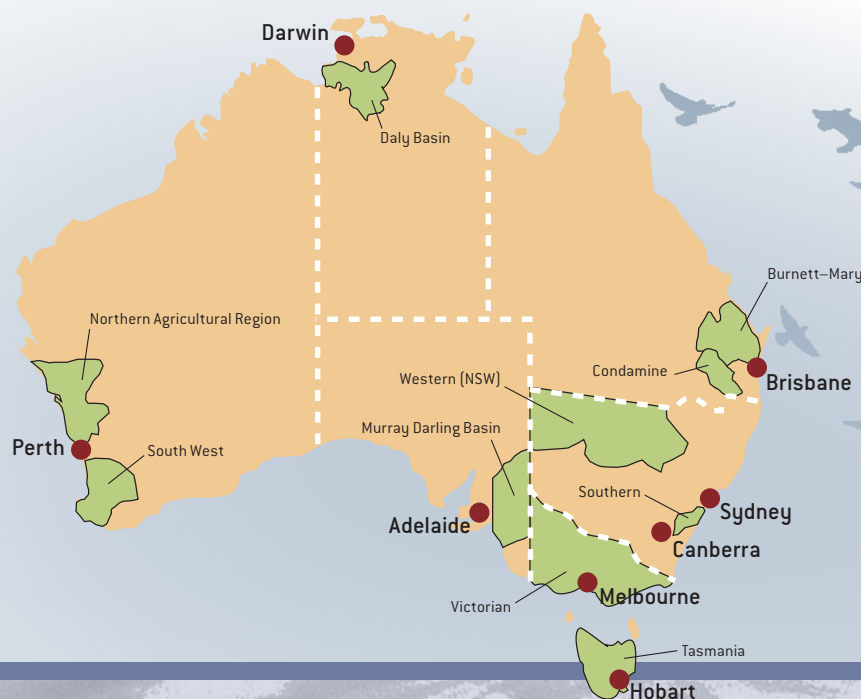 Darwin
Daly Basin
Burnett–Mary
Northern Agricultural Region
Condamine
Western (NSW)
Brisbane
Murray Darling Basin
Perth
South West
Southern
Sydney
Adelaide
Canberra
Melbourne
Victorian
Tasmania
Hobart